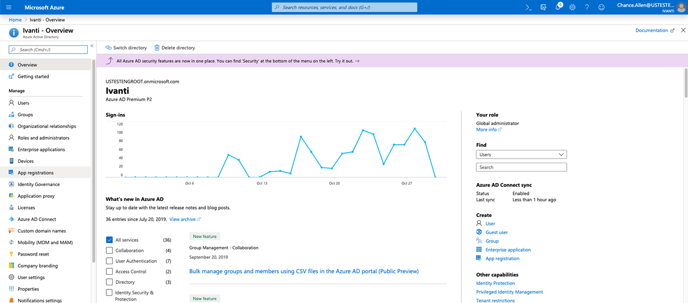 Microsoft Azure
Search resources, services, and docs (G+/)
Chance.Allen@USTESTE...
IVANTI
Home > Ivanti - Overview
Ivanti - Overview
Azure Active Directory
Documentation
Search (Cmd+/)
Switch directory
Delete directory
Overview
Getting started
Manage
Users
Groups
Organizational relationships
Roles and administrators
Enterprise applications
Devices
App registrations
Identity Governance
Application proxy
Licenses
Azure AD Connect
Custom domain names
Mobility (MDM and MAM)
Password reset
Company branding
User settings
Properties
Notifications settings
All Azure AD security features are now in one place. You can find 'Security' at the bottom of the menu on the left. Try it out. →
USTESTENGROOT.onmicrosoft.com
Ivanti
Azure AD Premium P2
Sign-ins
120
100
80
60
40
20
0
Oct 6
Oct 13
Oct 20
Oct 27
What's new in Azure AD
Stay up to date with the latest release notes and blog posts.
36 entries since July 20, 2019. View archive
All services (36)
Collaboration (4)
User Authentication (7)
Access Control (2)
Directory (3)
Identity Security &
Protection
New feature
Group Management - Collaboration
September 20, 2019
Bulk manage groups and members using CSV files in the Azure AD portal (Public Preview)
New feature
Your role
Global administrator
More info
Find
Users
Search
Azure AD Connect sync
Status Enabled
Last sync Less than 1 hour ago
Create
User
Guest user
Group
Enterprise application
App registration
Other capabilities
Identity Protection
Privileged Identity Management
Tenant restrictions